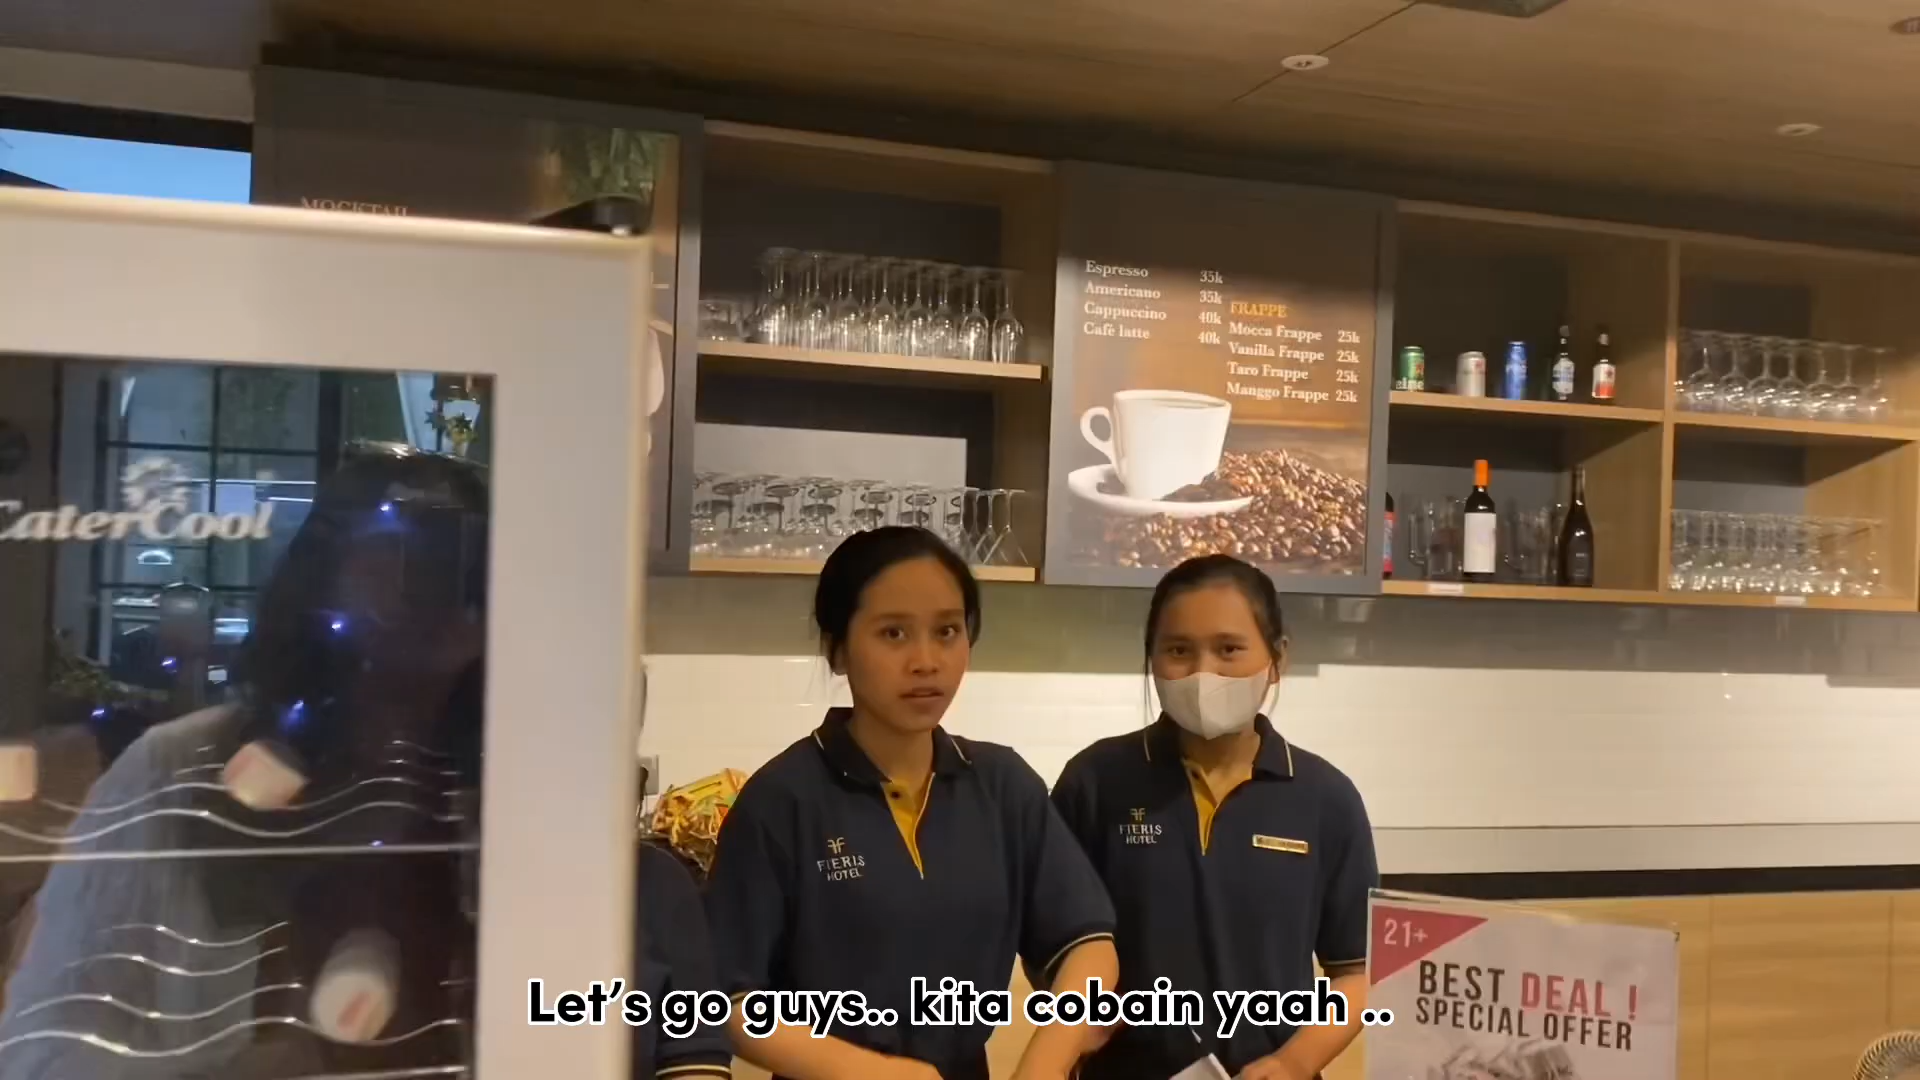 MOCKTAIL
Espresso 35k
Americano 35k
Cappuccino 40k
Café latte 40k
FRAPPE
Mocca Frappe 25k
Vanilla Frappe 25k
Taro Frappe 25k
Manggo Frappe 25k
CaterCool
FIERIS
HOTEL
FIERIS
HOTEL
21+
BEST DEAL !
SPECIAL OFFER
Let's go guys.. kita cobain yaah ..